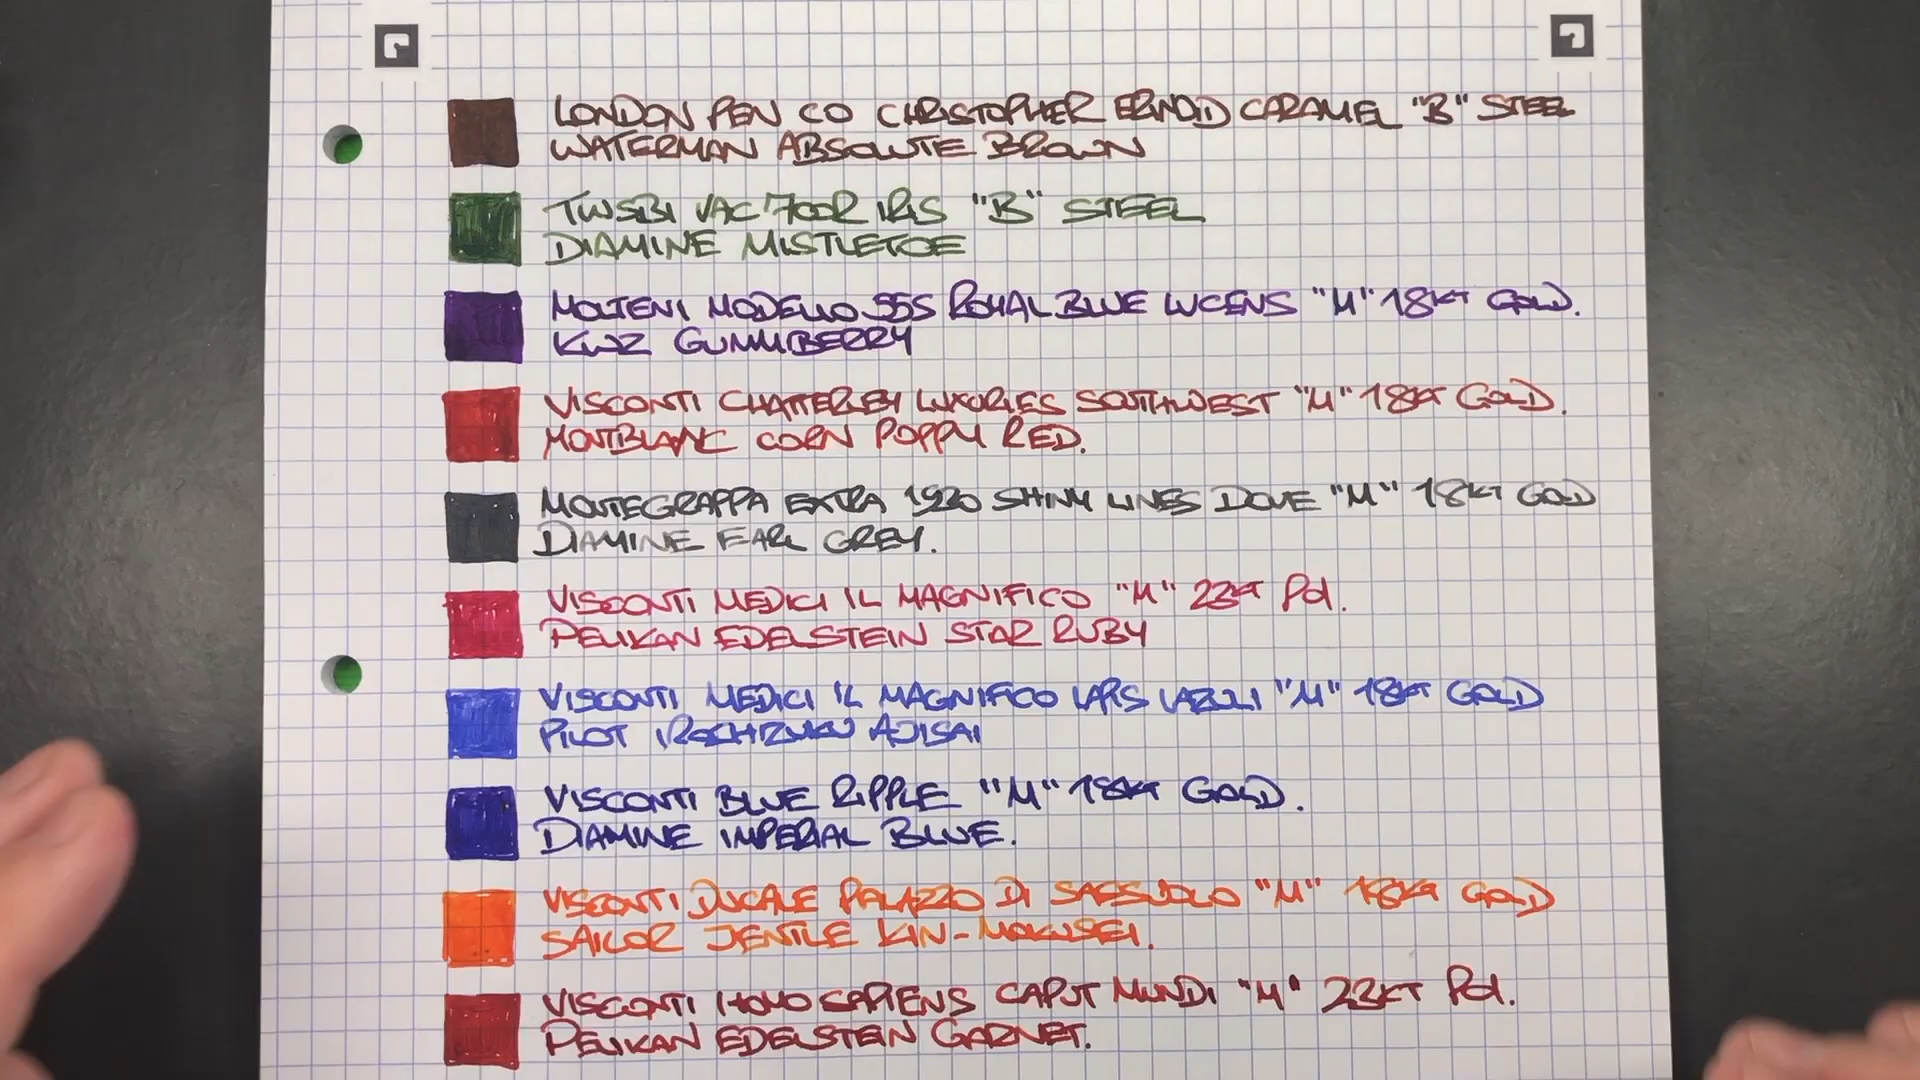 LONDON PEN CO CHRISTOPHER ERINOID CARAMEL "B" STEEL
WATERMAN ABSOLUTE BROWN
TWSBI VAC 700R IRIS "B" STEEL
DIAMINE MISTLETOE
MOLTENI MODELLO 55S ROYAL BLUE LUCENS "M" 18KT GOLD.
KWZ GUMMIBERRY
VISCONTI CHATTERLEY LUXURIES SOUTHWEST "M" 18KT GOLD.
MONTBLANC CORN POPPY RED.
MONTEGRAPPA EXTRA 1930 SHINY LINES DOVE "M" 18KT GOLD
DIAMINE EARL GREY.
VISCONTI MEDICI IL MAGNIFICO "M" 23KT Pd.
PELIKAN EDELSTEIN STAR RUBY
VISCONTI MEDICI IL MAGNIFICO LAPIS LAZULI "M" 18KT GOLD
PILOT IROSHIZUKU AJISAI
VISCONTI BLUE RIPPLE "M" 18KT GOLD.
DIAMINE IMPERIAL BLUE.
VISCONTI DUCALE PALAZZO DI SASSUOLO "M" 18KT GOLD
SAILOR JENTLE KIN-MOKUSEI.
VISCONTI HOMO SAPIENS CAPUT MUNDI "M" 23KT Pd.
PELIKAN EDELSTEIN GARNET.